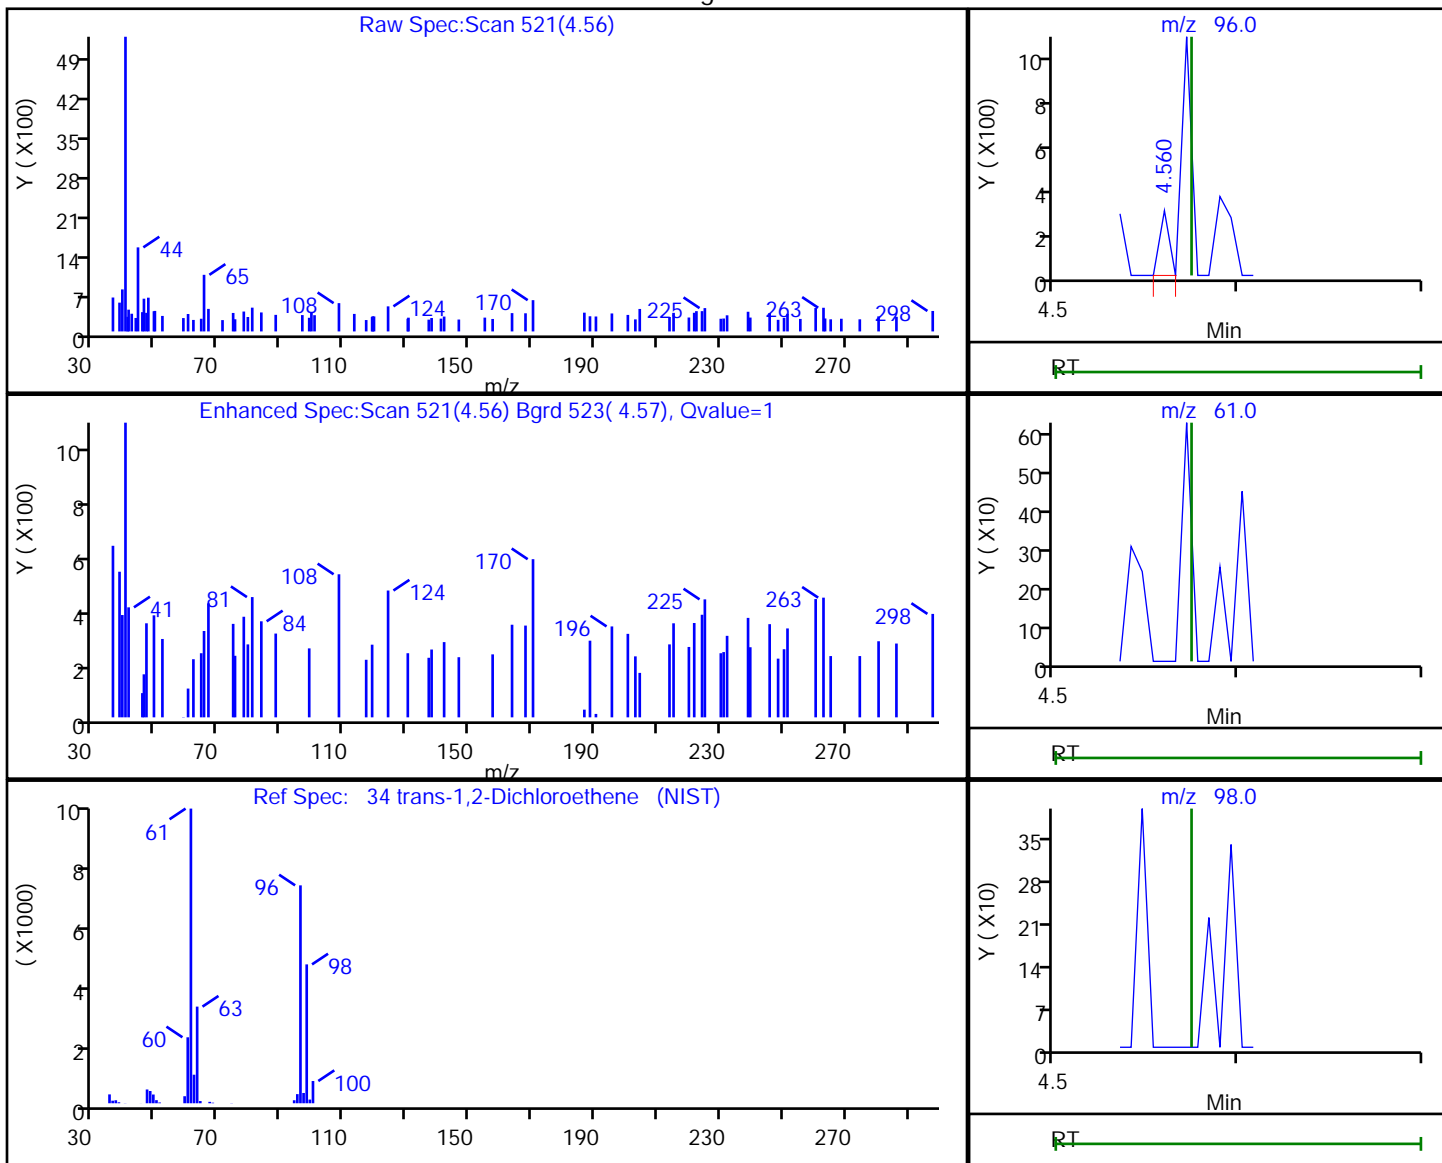 Raw Spec:Scan 521(4.56)
Y ( X100)
49
42
35
28
21
14
7
0
44
65
108
124
170
225
263
298
30 70 110 150 190 230 270
m/z
m/z 96.0
Y ( X100)
10
8
6
4
2
0
4.560
4.5
Min
RT
Enhanced Spec:Scan 521(4.56) Bgrd 523( 4.57), Qvalue=1
Y ( X100)
10
8
6
4
2
0
41
81
84
108
124
170
196
225
263
298
30 70 110 150 190 230 270
m/z
m/z 61.0
Y ( X10)
60
50
40
30
20
10
0
4.5
Min
RT
Ref Spec: 34 trans-1,2-Dichloroethene (NIST)
( X1000)
10
8
6
4
2
0
61
96
98
63
60
100
30 70 110 150 190 230 270
m/z 98.0
Y ( X10)
35
28
21
14
7
0
4.5
Min
RT